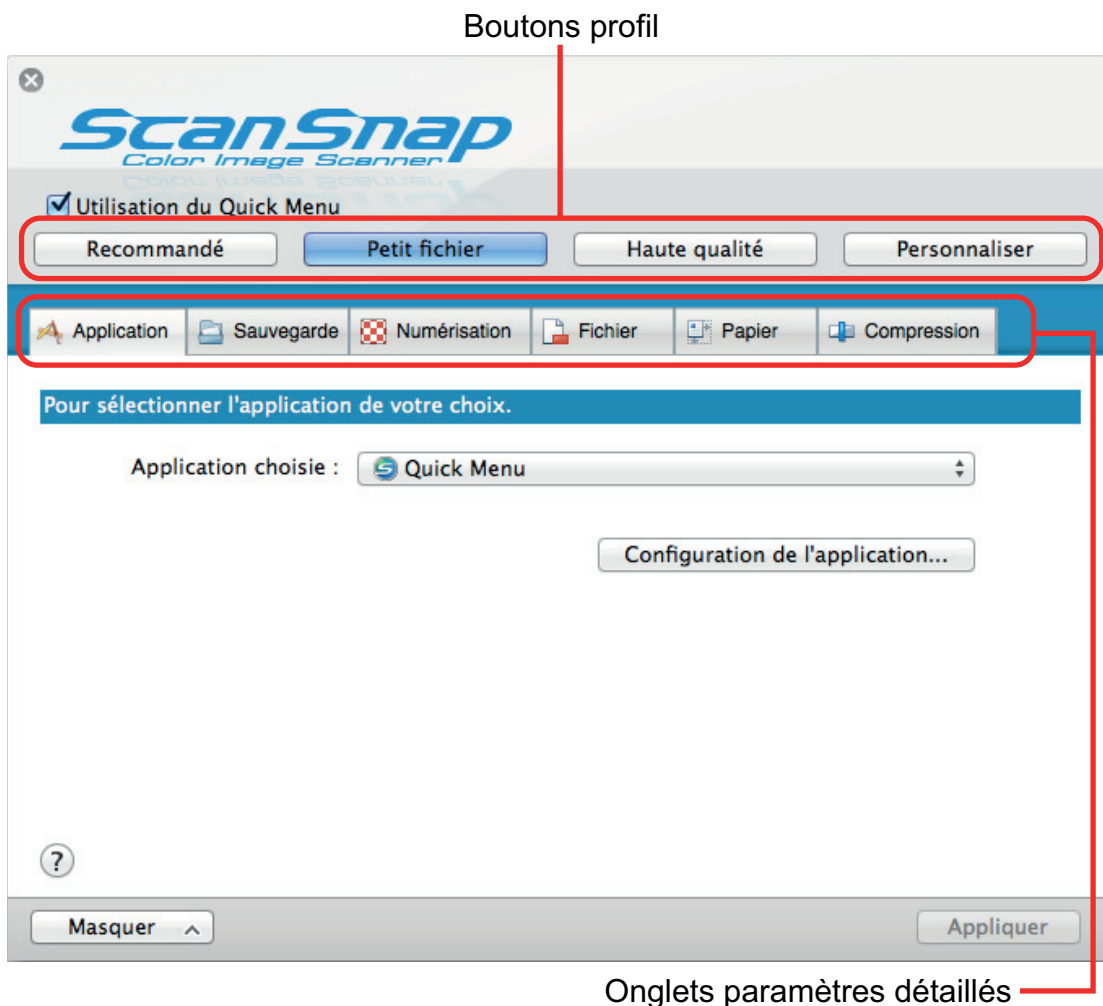 Boutons profil
ScanSnap
Color Image Scanner
Utilisation du Quick Menu
Recommandé Petit fichier Haute qualité Personnaliser
Application Sauvegarde Numérisation Fichier Papier Compression
Pour sélectionner l'application de votre choix.
Application choisie : Quick Menu
Configuration de l'application...
?
Masquer Appliquer
Onglets paramètres détaillés